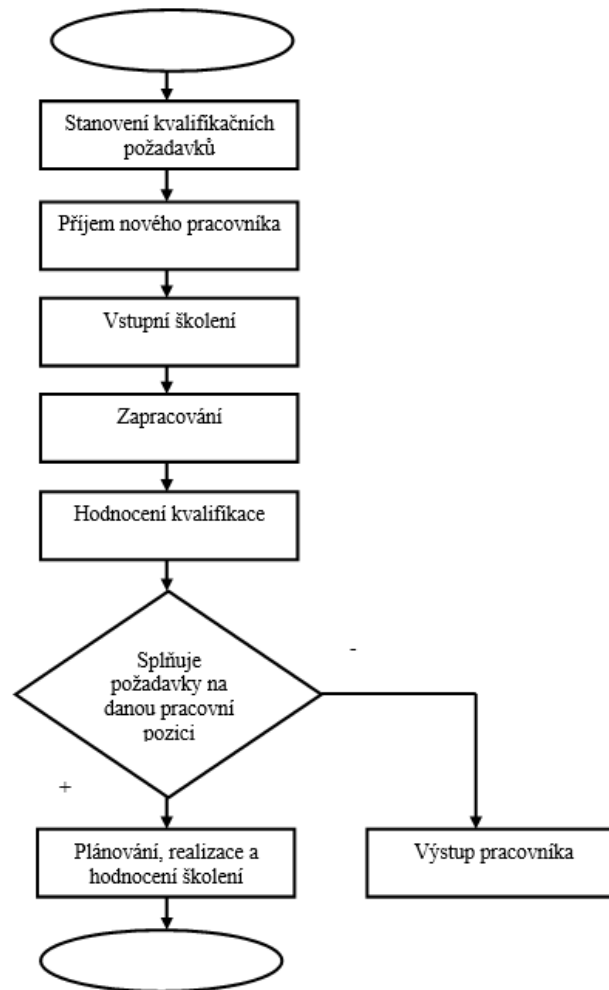 Stanovení kvalifikačních
požadavků
Příjem nového pracovníka
Vstupní školení
Zapracování
Hodnocení kvalifikace
Splňuje
požadavky na
danou pracovní
pozici
-
+
Plánování, realizace a
hodnocení školení
Výstup pracovníka